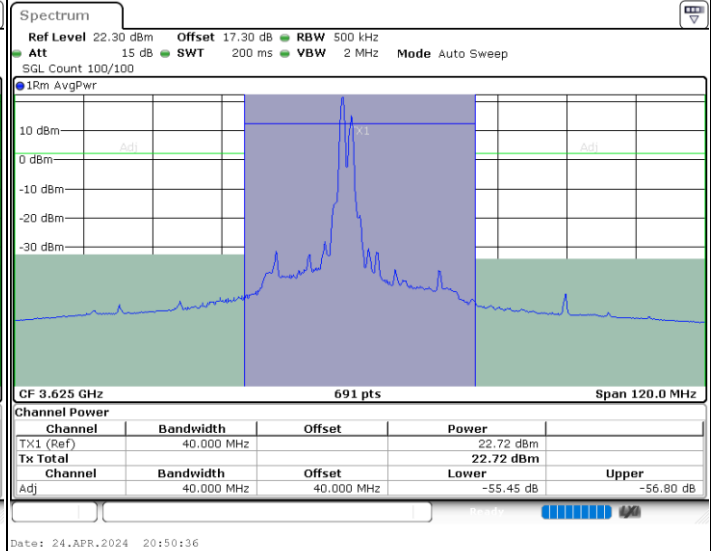 Spectrum
Ref Level 22.30 dBm Offset 17.30 dB RBW 500 kHz
Att 15 dB SWT 200 ms VBW 2 MHz Mode Auto Sweep
SGL Count 100/100
1Rm AvgPwr
10 dBm
X1
Adj Adj
0 dBm
-10 dBm
-20 dBm
-30 dBm
CF 3.625 GHz 691 pts Span 120.0 MHz
Channel Power
Channel Bandwidth Offset Power
TX1 (Ref) 40.000 MHz 22.72 dBm
Tx Total 22.72 dBm
Channel Bandwidth Offset Lower Upper
Adj 40.000 MHz 40.000 MHz -55.45 dB -56.80 dB
Ready
Date: 24.APR.2024 20:50:36